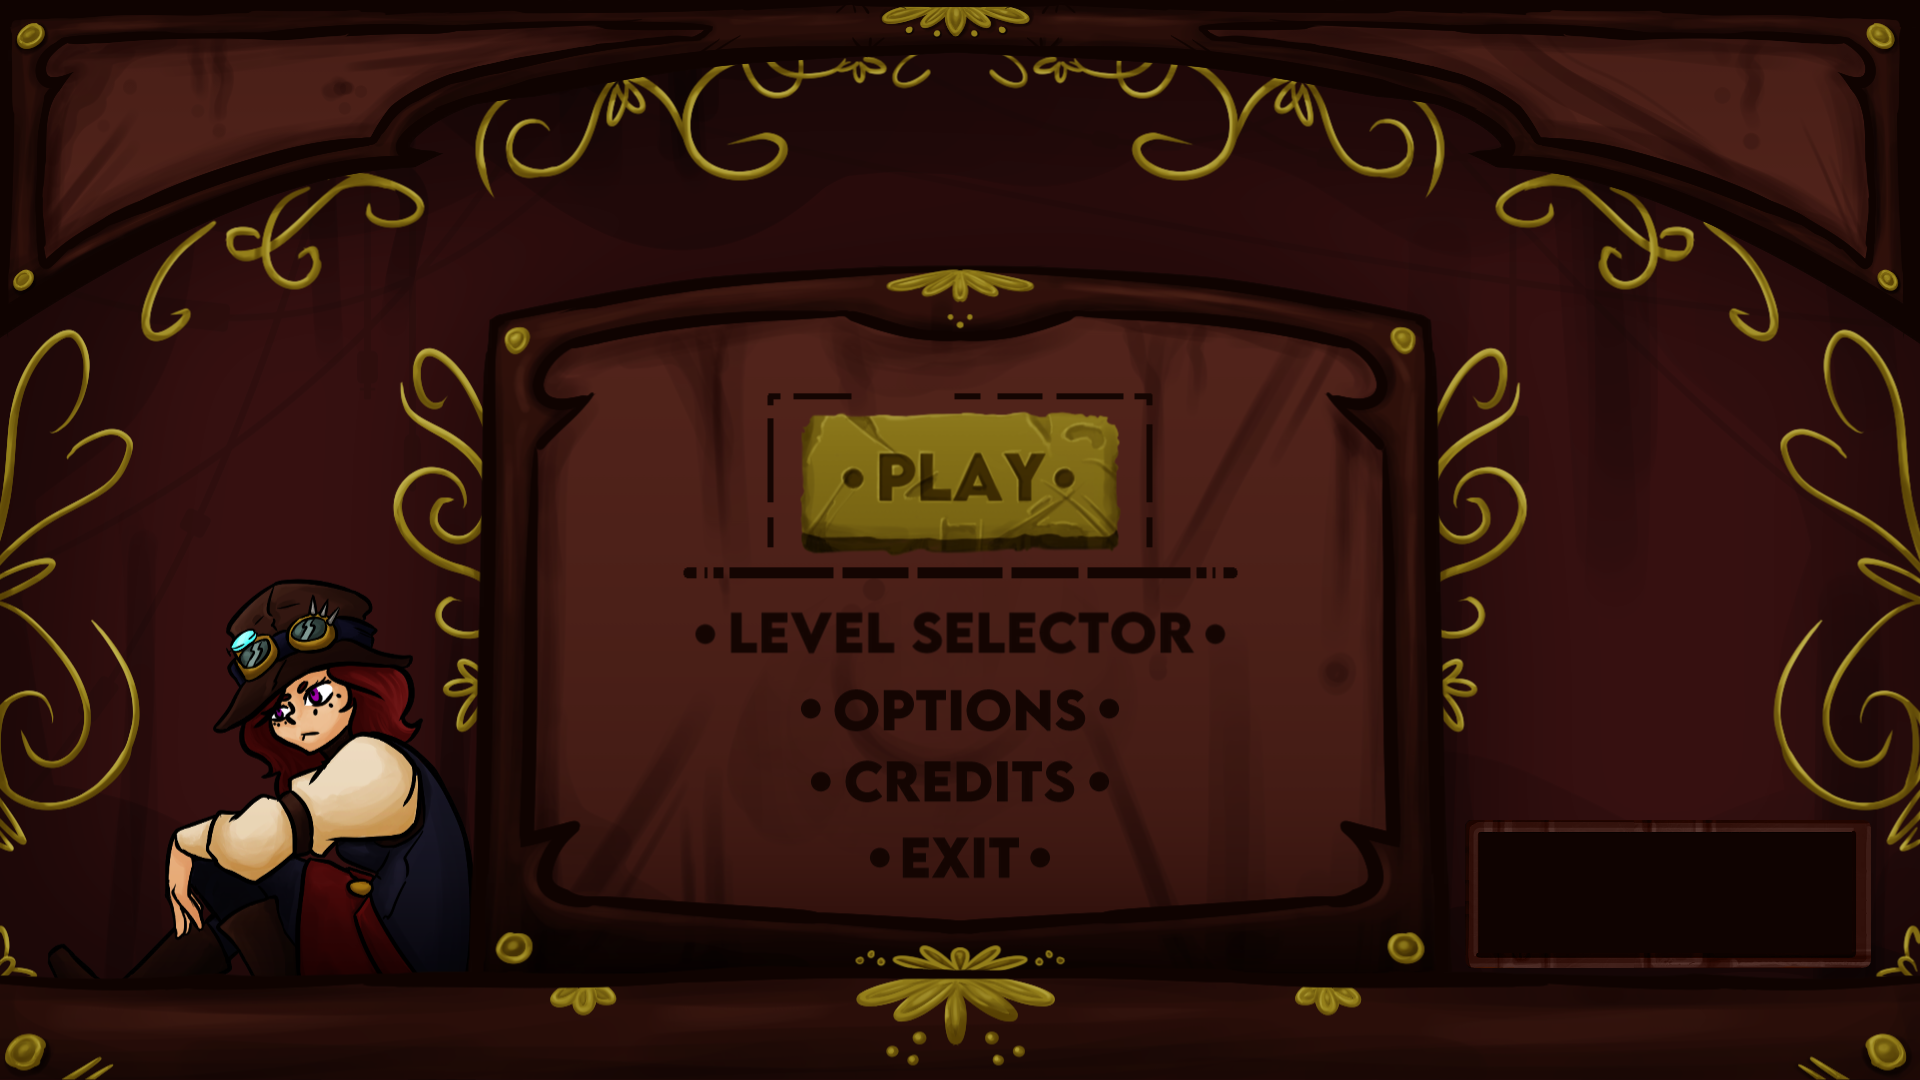 • PLAY •
• LEVEL SELECTOR •
• OPTIONS •
• CREDITS •
• EXIT •